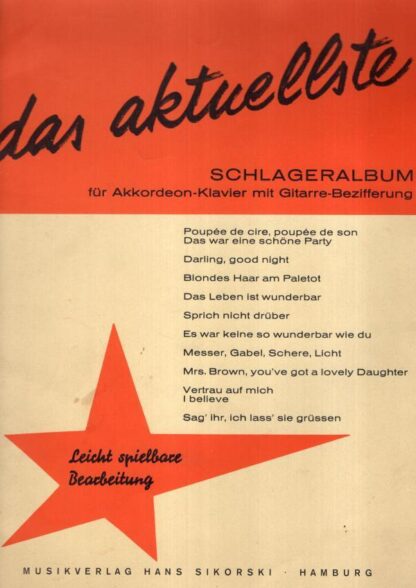 das aktuellste
SCHLAGERALBUM
für Akkordeon-Klavier mit Gitarre-Bezifferung
Poupée de cire, poupée de son
Das war eine schöne Party
Darling, good night
Blondes Haar am Paletot
Das Leben ist wunderbar
Sprich nicht drüber
Es war keine so wunderbar wie du
Messer, Gabel, Schere, Licht
Mrs. Brown, you've got a lovely Daughter
Vertrau auf mich
I believe
Sag' ihr, ich lass' sie grüssen
Leicht spielbare
Bearbeitung
MUSIKVERLAG HANS SIKORSKI · HAMBURG